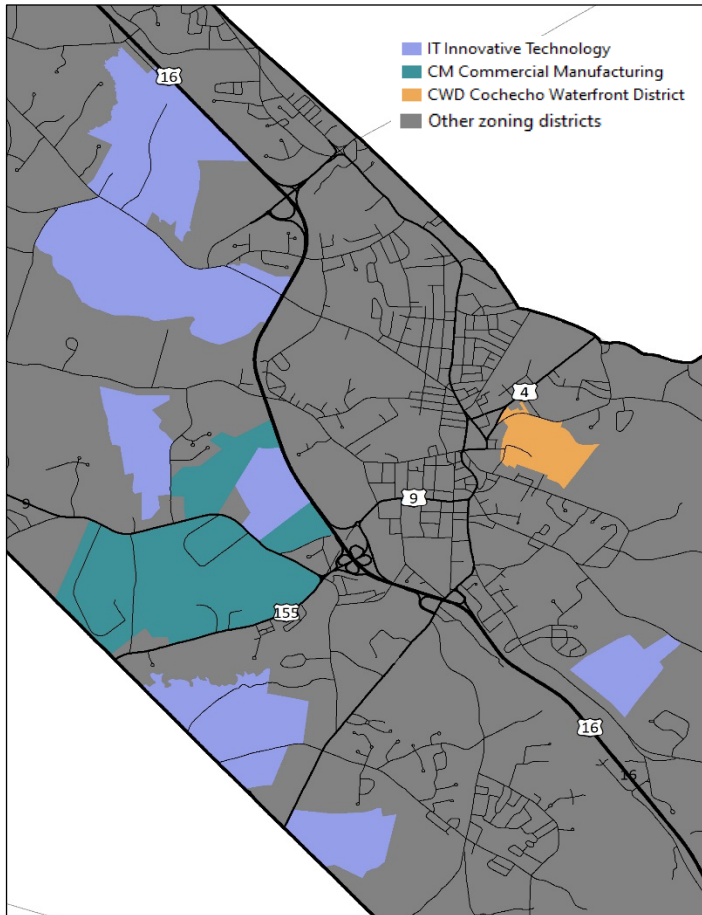 16
IT Innovative Technology
CM Commercial Manufacturing
CWD Cochecho Waterfront District
Other zoning districts
4
9
9
155
16
16